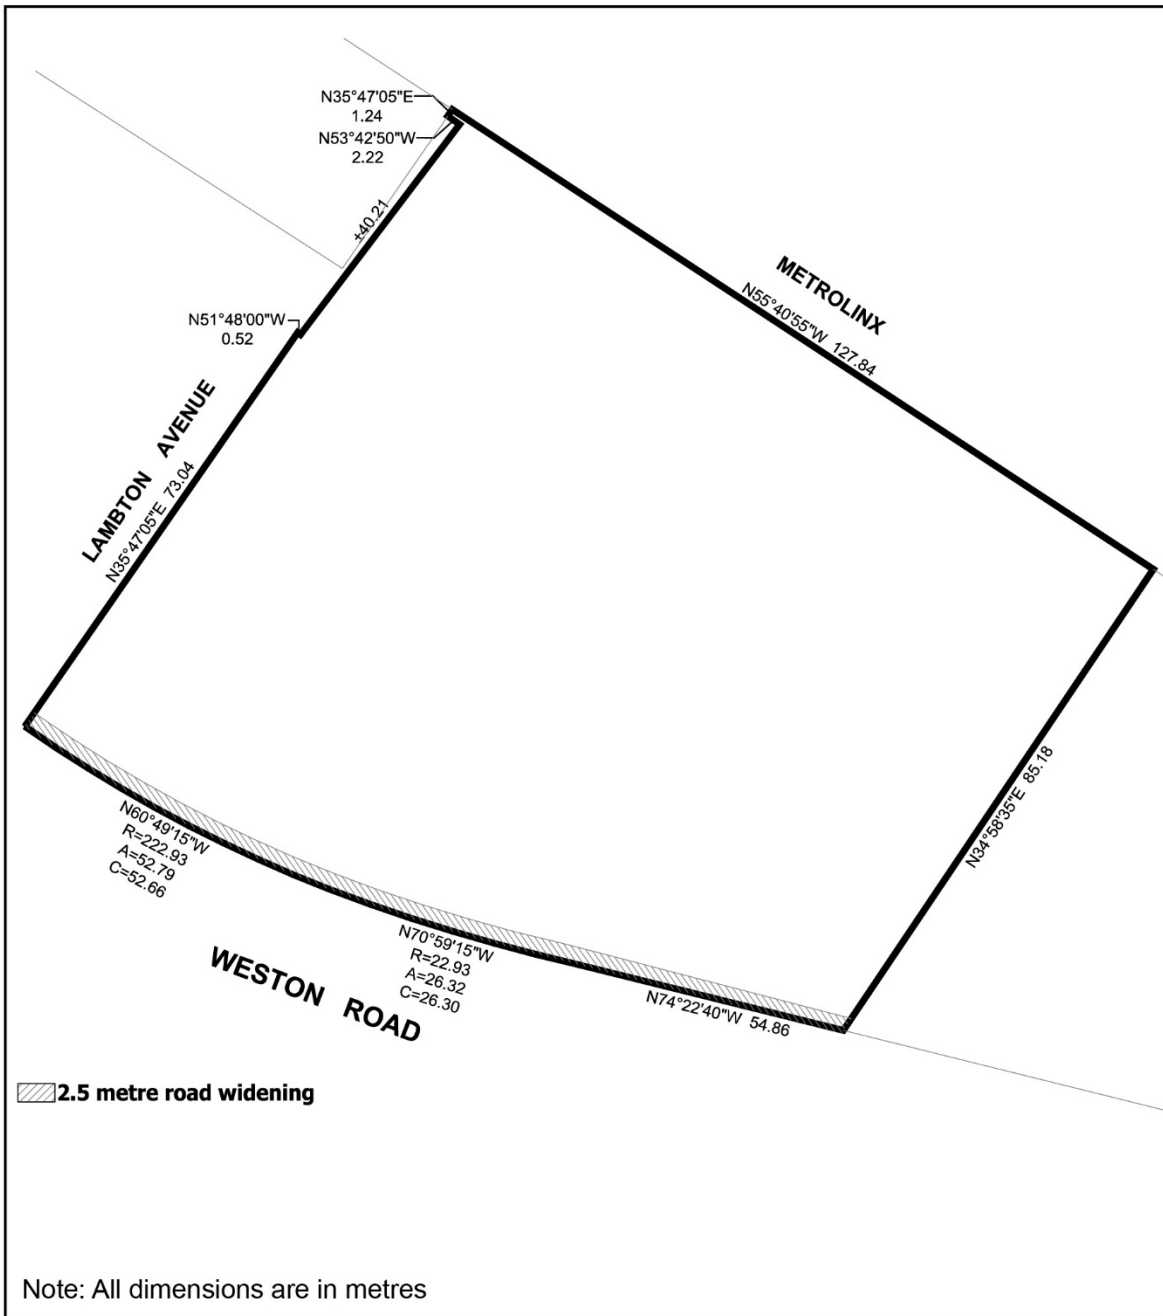 N35°47'05"E
1.24
N53°42'50"W
2.22
±40.21
METROLINX
N55°40'55"W 127.84
N51°48'00"W
0.52
LAMBTON AVENUE
N35°47'05"E 73.04
N34°58'35"E 85.18
N60°49'15"W
R=222.93
A=52.79
C=52.66
N70°59'15"W
R=22.93
A=26.32
C=26.30
N74°22'40"W 54.86
WESTON ROAD
2.5 metre road widening
Note: All dimensions are in metres